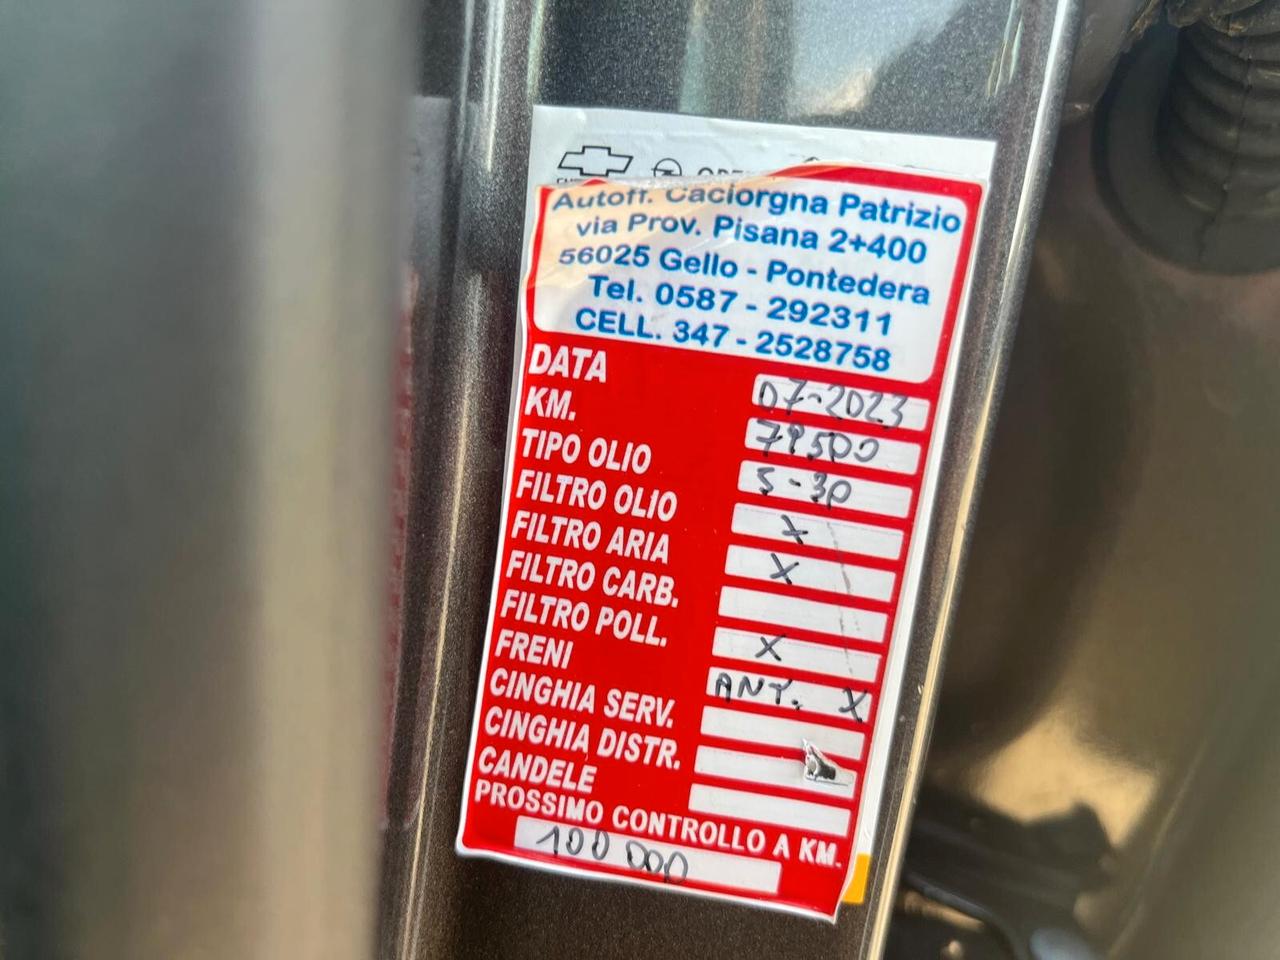 Autoff. Caciorgna Patrizio
via Prov. Pisana 2+400
56025 Gello - Pontedera
Tel. 0587 - 292311
CELL. 347 - 2528758
DATA 07-2023
KM. 79500
TIPO OLIO 5-30
FILTRO OLIO X
FILTRO ARIA X
FILTRO CARB.
FILTRO POLL. X
FRENI ANT. X
CINGHIA SERV.
CINGHIA DISTR.
CANDELE
PROSSIMO CONTROLLO A KM.
100 000